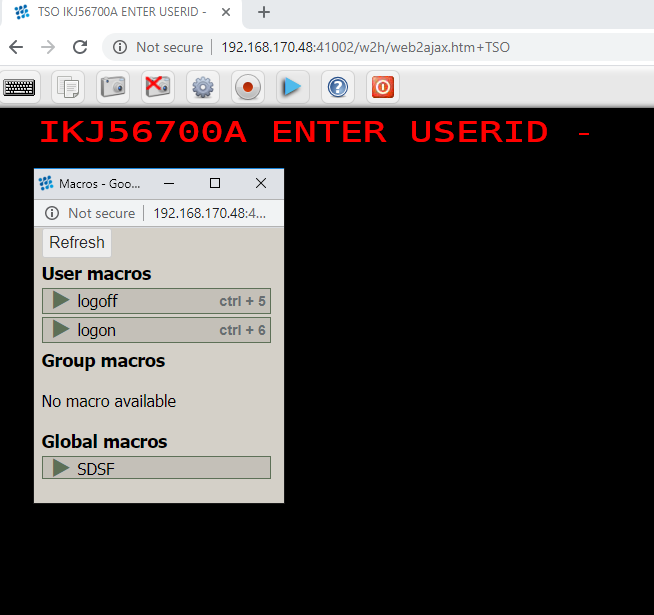 TSO IKJ56700A ENTER USERID -
Not secure | 192.168.170.48:41002/w2h/web2ajax.htm+TSO
IKJ56700A ENTER USERID -
Macros - Goo...
Not secure | 192.168.170.48:4...
Refresh
User macros
logoff ctrl + 5
logon ctrl + 6
Group macros
No macro available
Global macros
SDSF